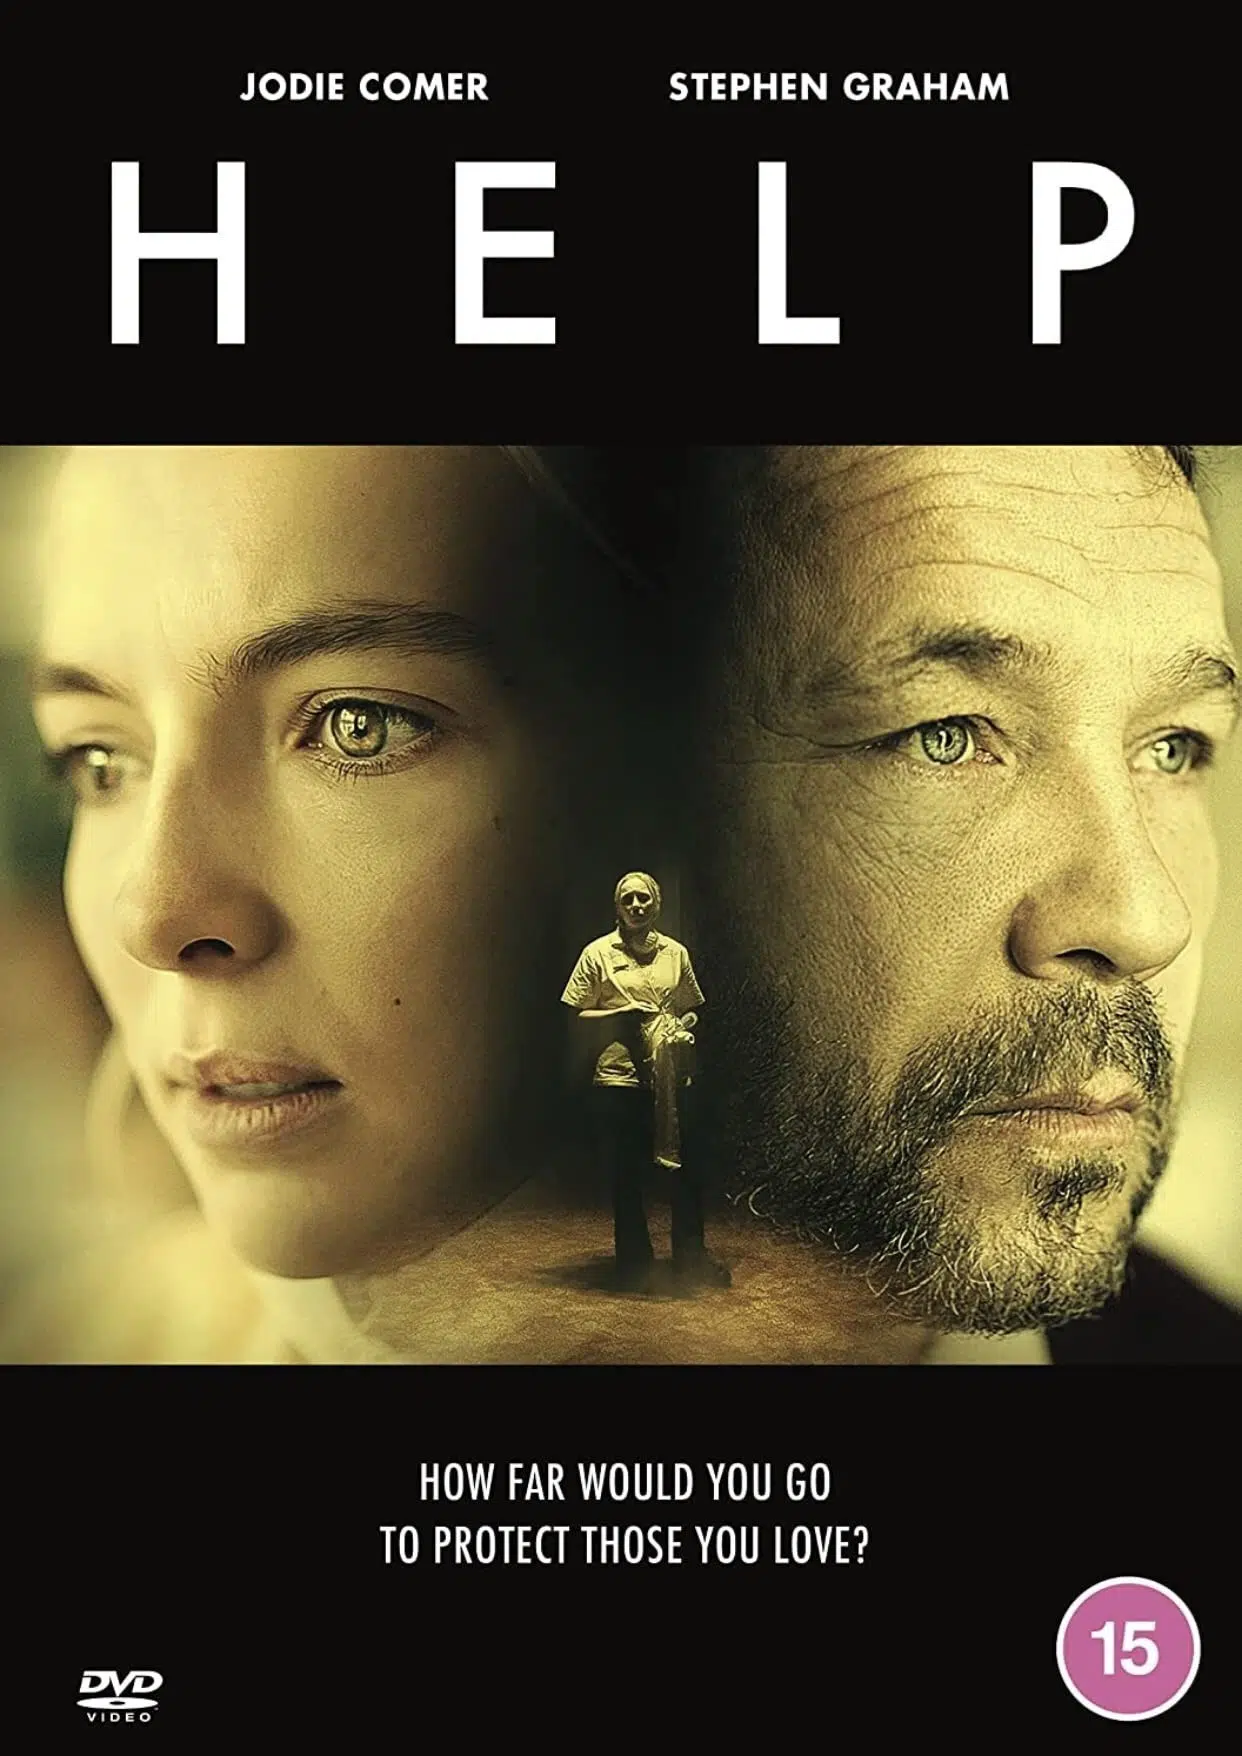 JODIE COMER STEPHEN GRAHAM
HELP
HOW FAR WOULD YOU GO
TO PROTECT THOSE YOU LOVE?
15
DVD
VIDEO